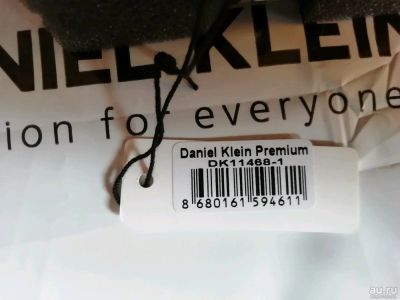 NIEL KLEIN
ion for everyone
Daniel Klein Premium
DK11468-1
8 680161 594611
au.ru